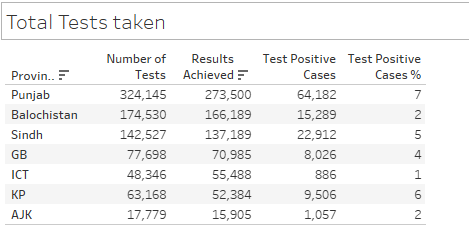 Total Tests taken
Number of Results Test Positive Test Positive
Provin.. Tests Achieved Cases Cases %
Punjab 324,145 273,500 64,182 7
Balochistan 174,530 166,189 15,289 2
Sindh 142,527 137,189 22,912 5
GB 77,698 70,985 8,026 4
ICT 48,346 55,488 886 1
KP 63,168 52,384 9,506 6
AJK 17,779 15,905 1,057 2